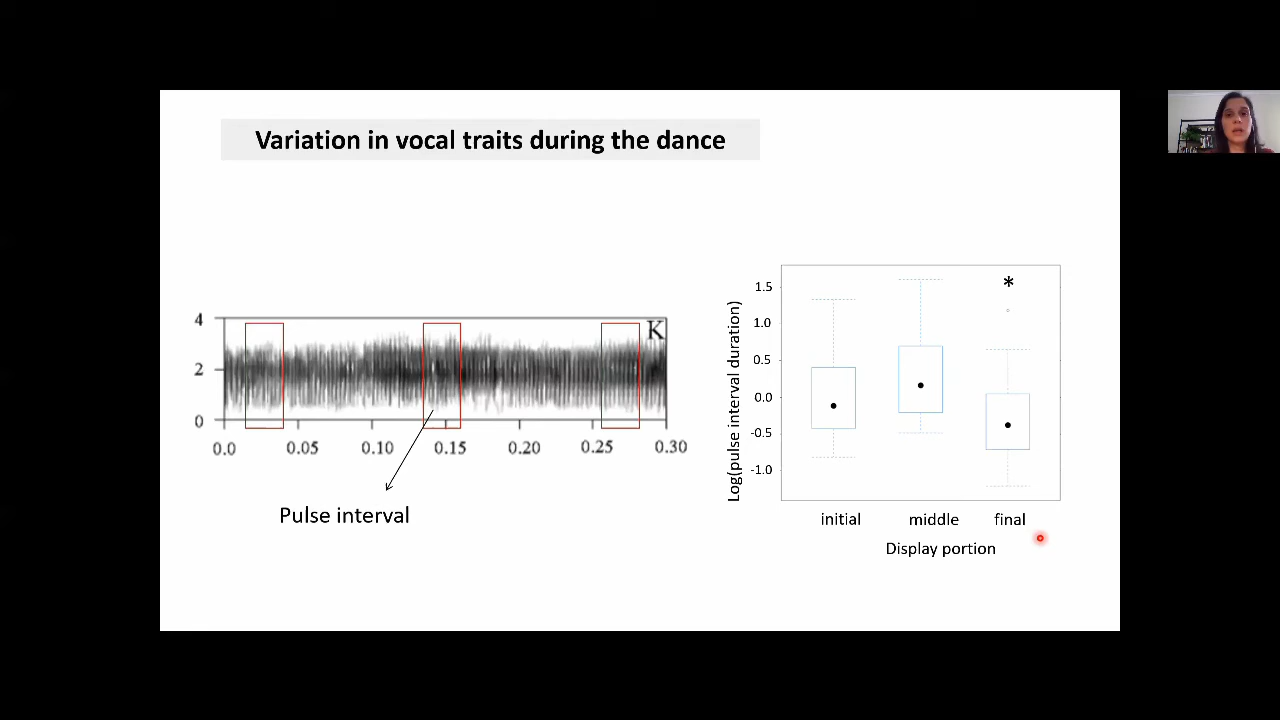 Variation in vocal traits during the dance
4
2
0
K
0.0 0.05 0.10 0.15 0.20 0.25 0.30
Pulse interval
Log(pulse interval duration)
1.5
1.0
0.5
0.0
-0.5
-1.0
*
initial middle final
Display portion